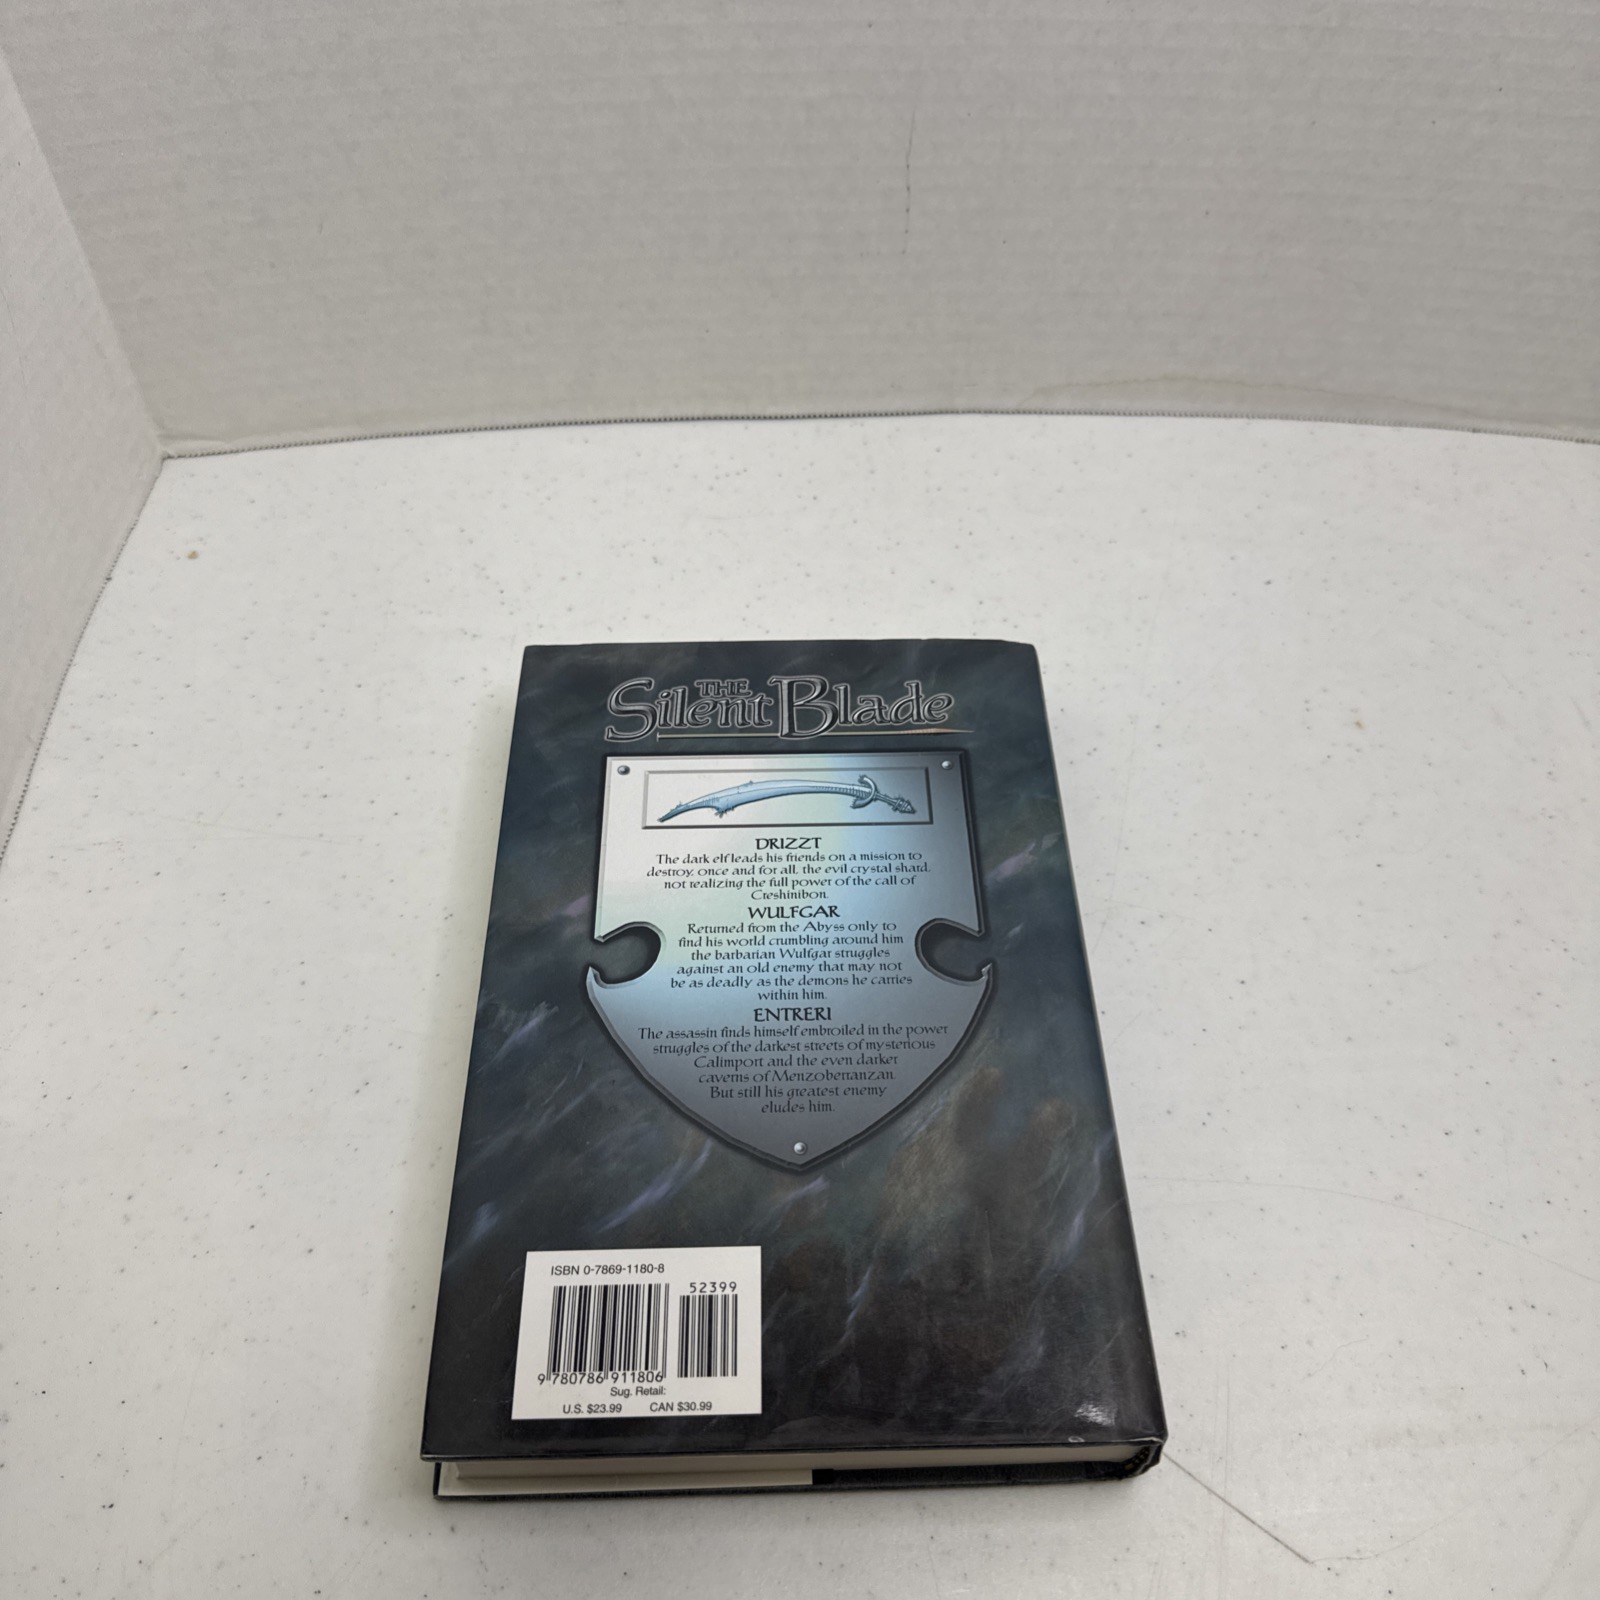 THE
Silent Blade
DRIZZT
The dark elf leads his friends on a mission to
destroy, once and for all, the evil crystal shard,
not realizing the full power of the call of
Creshinibon.
WULFGAR
Returned from the Abyss only to
find his world crumbling around him
the barbarian Wulfgar struggles
against an old enemy that may not
be as deadly as the demons he carries
within him.
ENTRERI
The assassin finds himself embroiled in the power
struggles of the darkest streets of mysterious
Calimport and the even darker
caverns of Menzoberranzan.
But still his greatest enemy
eludes him.
ISBN 0-7869-1180-8
52399
9 780786 911806
Sug. Retail:
U.S. $23.99 CAN $30.99